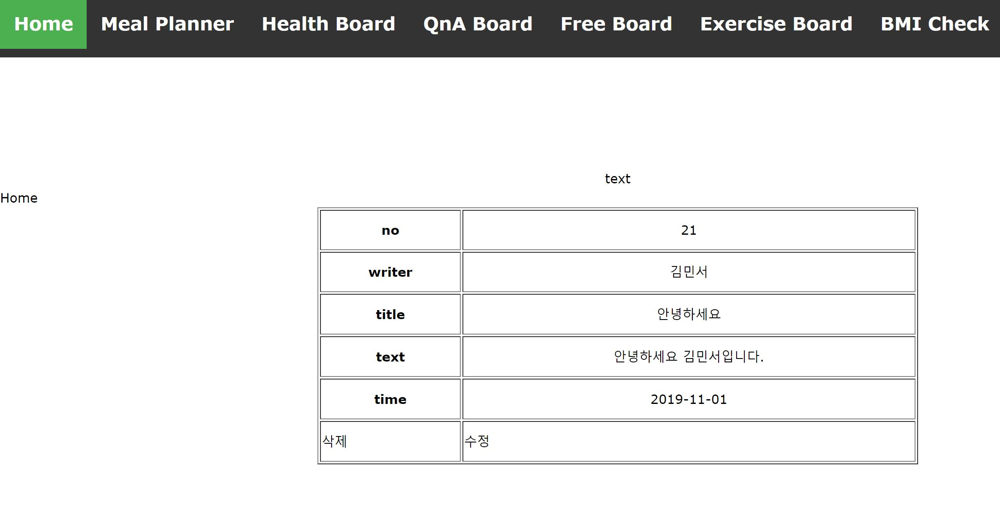 Home Meal Planner Health Board QnA Board Free Board Exercise Board BMI Check
text
Home
no 21
writer 김민서
title 안녕하세요
text 안녕하세요 김민서입니다.
time 2019-11-01
삭제 수정